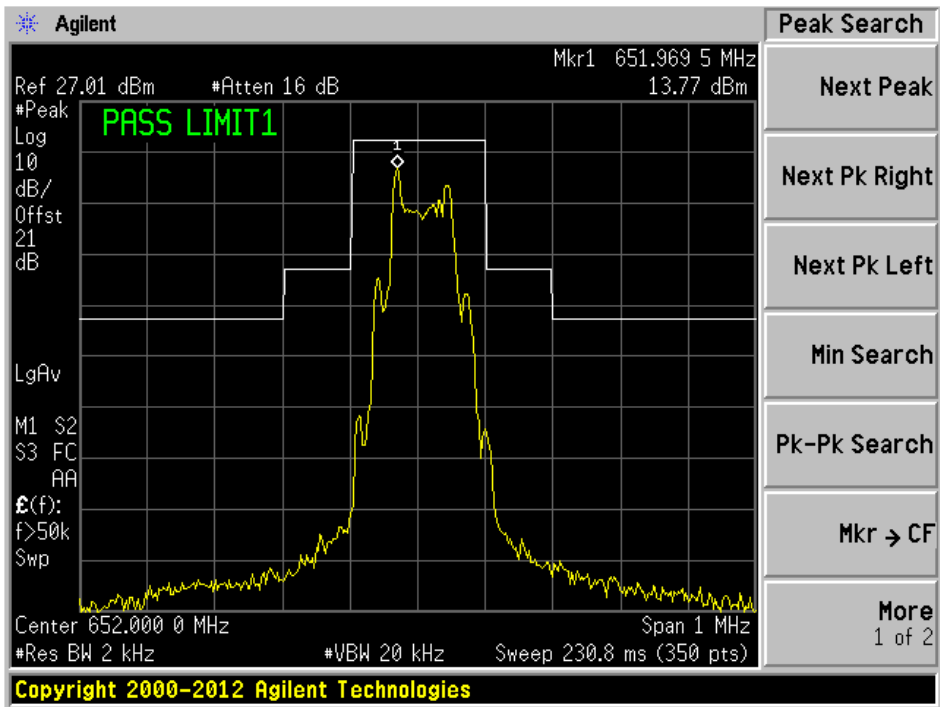 Agilent
Peak Search
Mkr1 651.969 5 MHz
Ref 27.01 dBm #Atten 16 dB 13.77 dBm
#Peak
Log
10
dB/
Offst
21
dB
PASS LIMIT1
1
LgAv
M1 S2
S3 FC
AA
£(f):
f>50k
Swp
Center 652.000 0 MHz Span 1 MHz
#Res BW 2 kHz #VBW 20 kHz Sweep 230.8 ms (350 pts)
Copyright 2000-2012 Agilent Technologies
Next Peak
Next Pk Right
Next Pk Left
Min Search
Pk-Pk Search
Mkr → CF
More
1 of 2